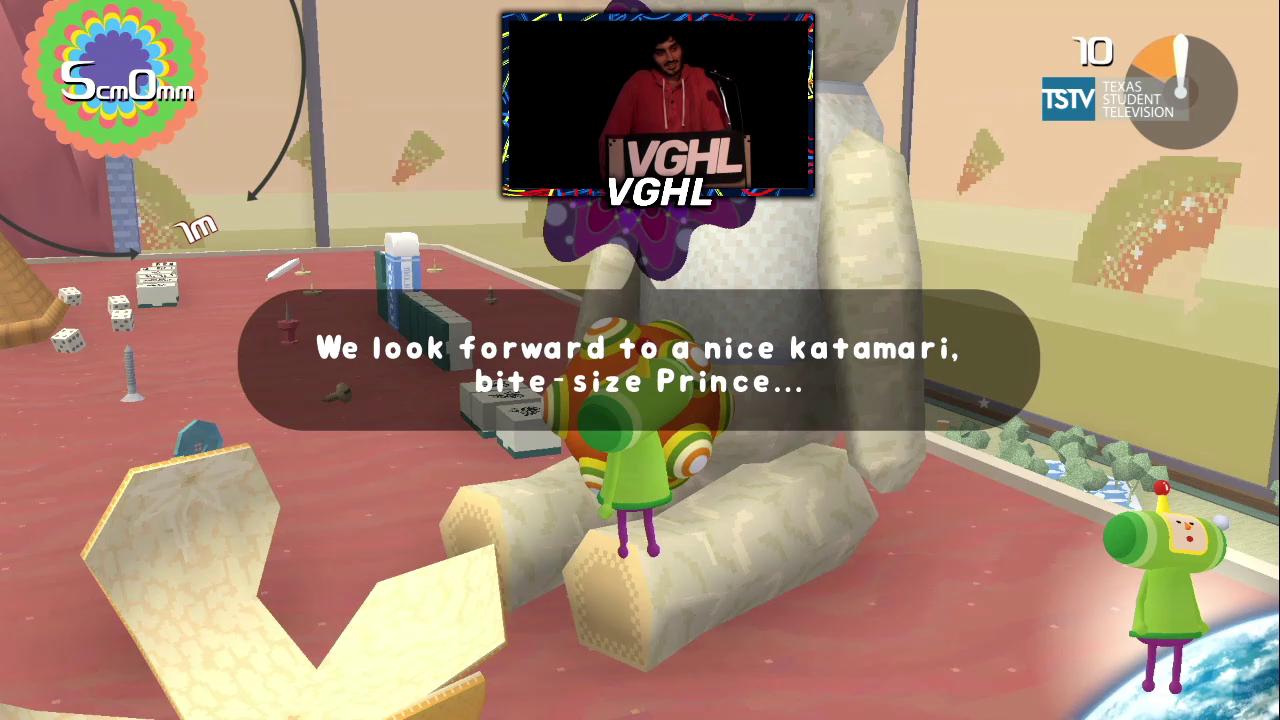 5cm0mm
1m
VGHL
VGHL
10
TSTV
TEXAS
STUDENT
TELEVISION
We look forward to a nice katamari,
bite-size Prince...